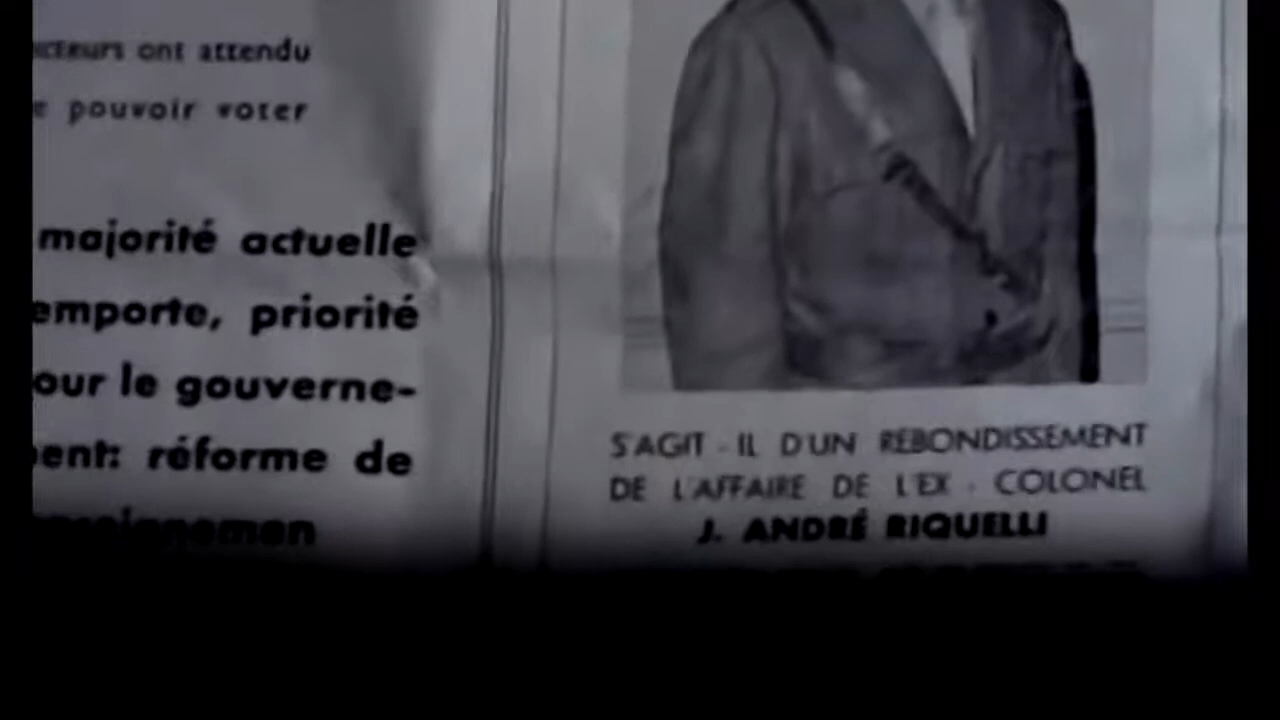 ont attendu
pouvoir voter
majorité actuelle
emporte, priorité
our le gouverne-
ent: réforme de
S'AGIT - IL D'UN REBONDISSEMENT
DE L'AFFAIRE DE L'EX - COLONEL
J. ANDRÉ RIQUELLI